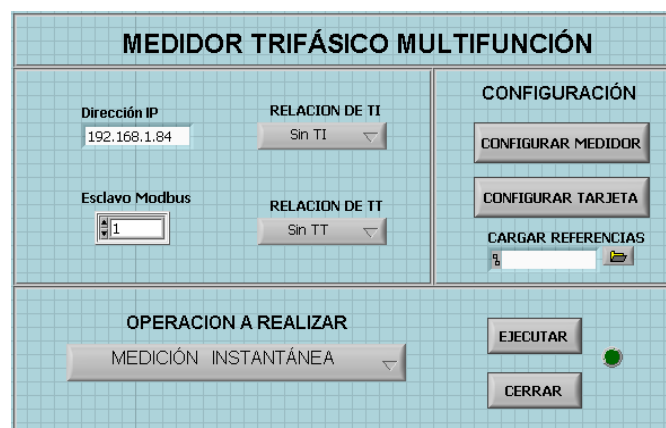 MEDIDOR TRIFÁSICO MULTIFUNCIÓN
Dirección IP
192.168.1.84
RELACION DE TI
Sin TI
Esclavo Modbus
1
RELACION DE TT
Sin TT
CONFIGURACIÓN
CONFIGURAR MEDIDOR
CONFIGURAR TARJETA
CARGAR REFERENCIAS
OPERACION A REALIZAR
MEDICIÓN INSTANTÁNEA
EJECUTAR
CERRAR